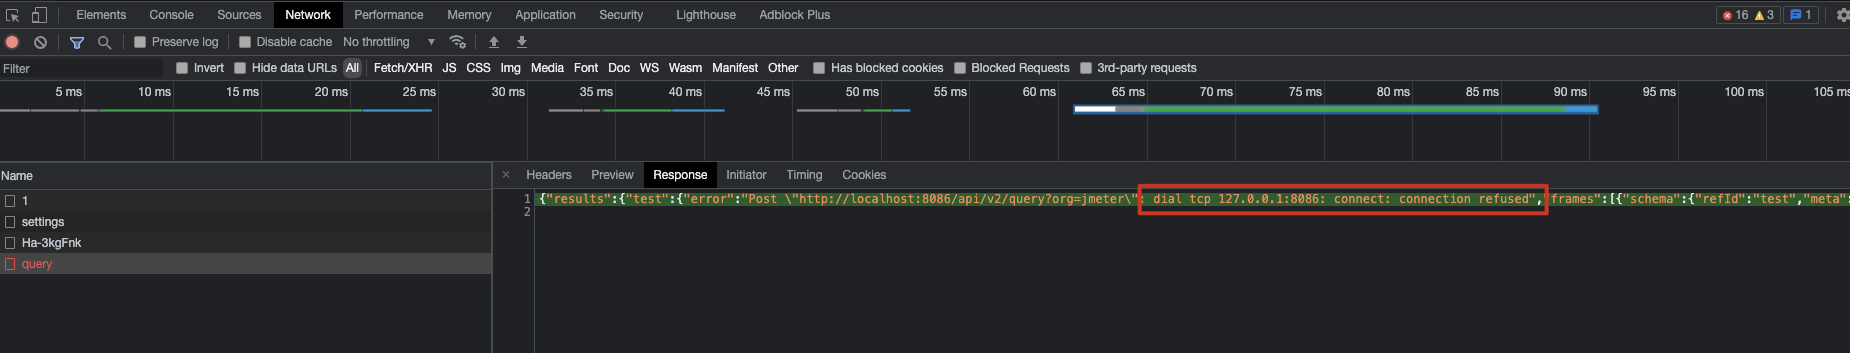 Elements Console Sources Network Performance Memory Application Security Lighthouse Adblock Plus 16 3 1
Preserve log Disable cache No throttling
Filter Invert Hide data URLs All Fetch/XHR JS CSS Img Media Font Doc WS Wasm Manifest Other Has blocked cookies Blocked Requests 3rd-party requests
5 ms 10 ms 15 ms 20 ms 25 ms 30 ms 35 ms 40 ms 45 ms 50 ms 55 ms 60 ms 65 ms 70 ms 75 ms 80 ms 85 ms 90 ms 95 ms 100 ms 105 ms
Name
1
settings
Ha-3kgFnk
query
× Headers Preview Response Initiator Timing Cookies
1 {"results":{"test":{"error":"Post \"http://localhost:8086/api/v2/query?org=jmeter\": dial tcp 127.0.0.1:8086: connect: connection refused","frames":[{"schema":{"refId":"test","meta":
2